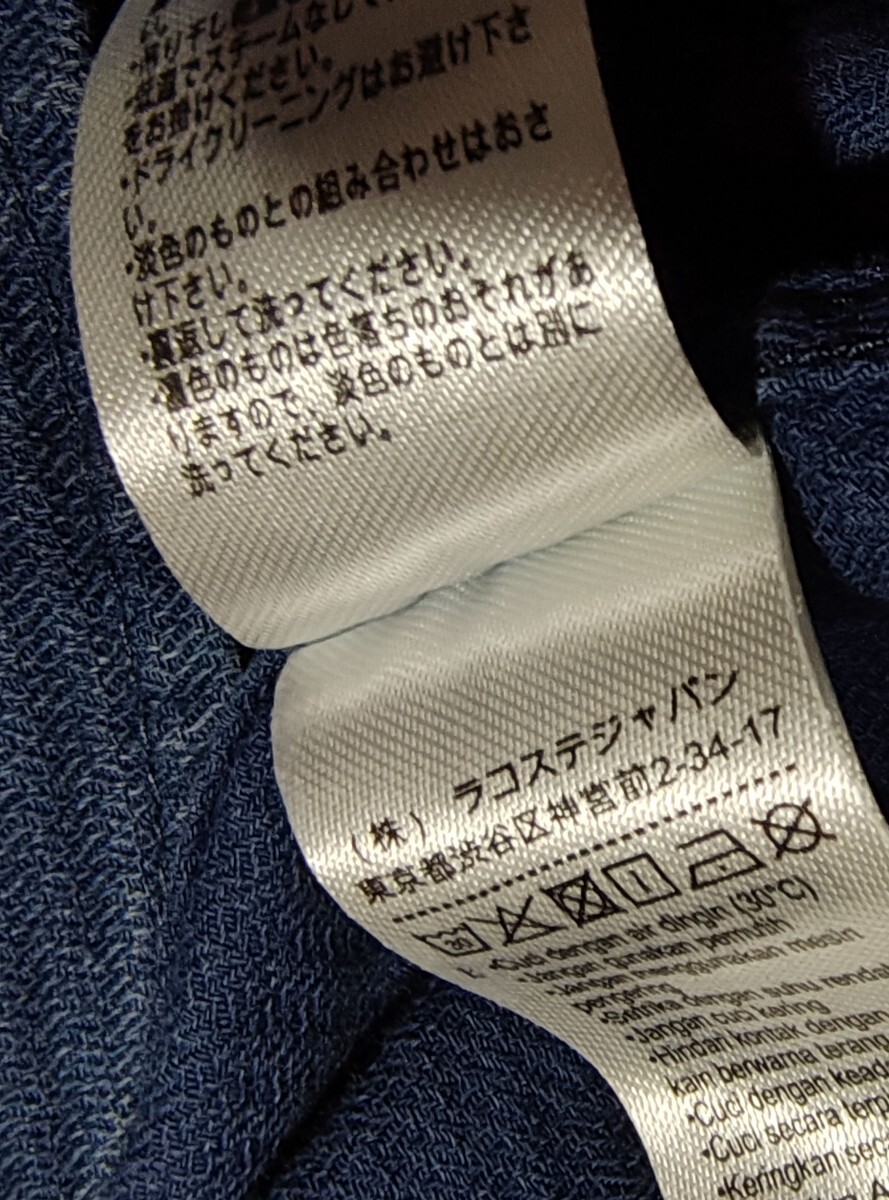 ・吊り干し
・低温でスチームなしで
をお掛けください。
・ドライクリーニングはお避け下さ
い。
・淡色のものとの組み合わせはおさ
け下さい。
・裏返して洗ってください。
・濃色のものは色落ちのおそれがあ
りますので、淡色のものとは別に
洗ってください。
（株） ラコステジャパン
東京都渋谷区神宮前2-34-17
30
•Cuci dengan air dingin (30°C)
•Jangan gunakan pemutih
•Jangan menggunakan mesin
pengering
•Setrika dengan suhu rendah
•Jangan cuci kering
•Hindari kontak dengan
kain berwarna terang
•Cuci dengan
•Cuci secara
•Keringkan